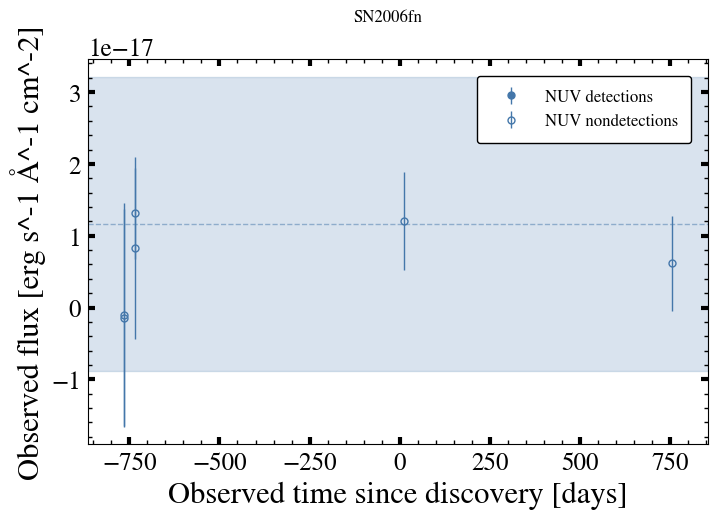 SN2006fn
1e−17
NUV detections
NUV nondetections
3
2
1
0
−1
−750 −500 −250 0 250 500 750
Observed time since discovery [days]
Observed flux [erg s^-1 Å^-1 cm^-2]